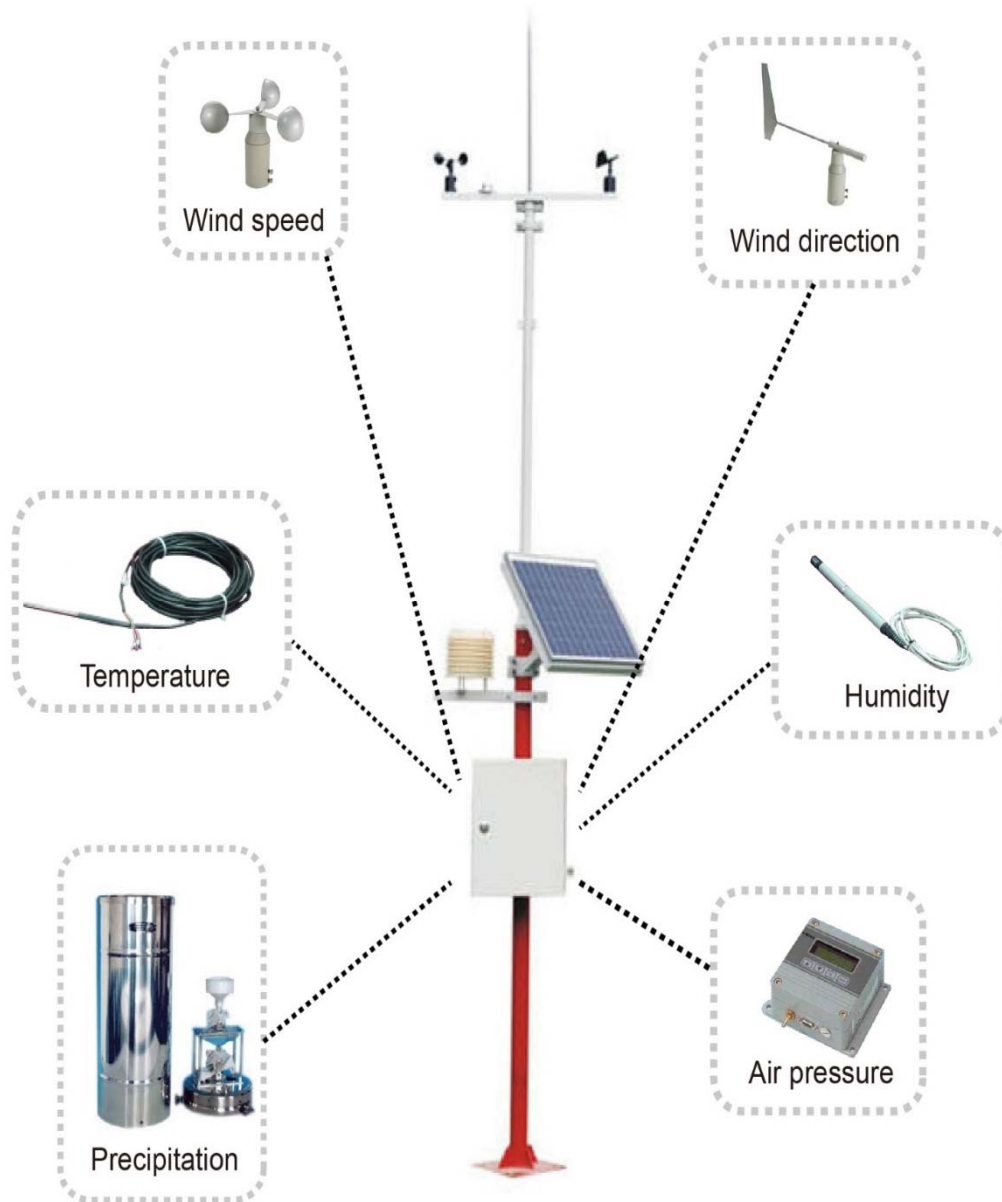 Wind speed
Wind direction
Temperature
Humidity
Precipitation
Air pressure